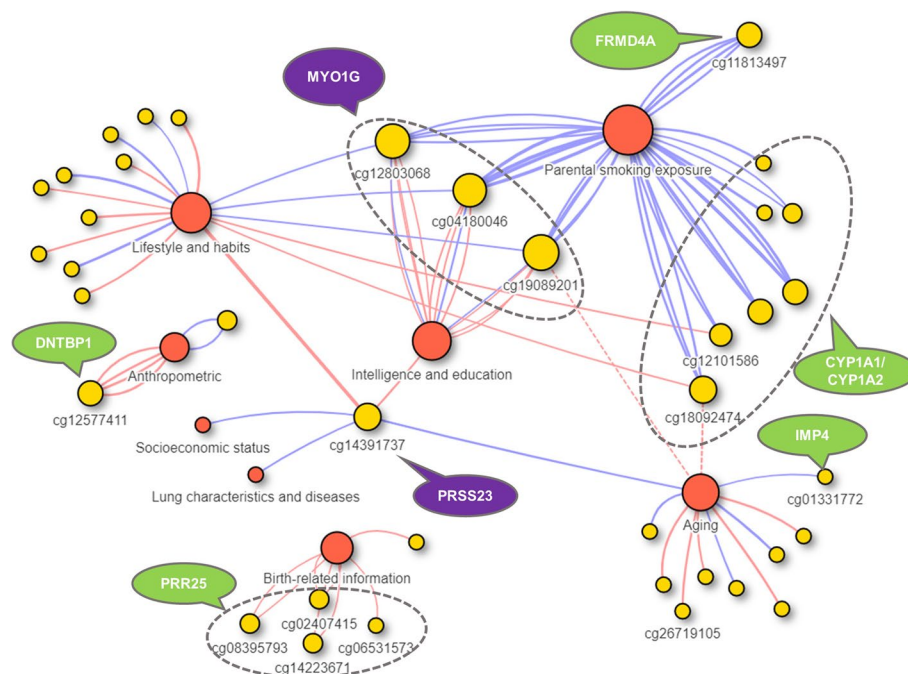 FRMD4A
cg11813497
MYO1G
cg12803068
Parental smoking exposure
cg04180046
Lifestyle and habits
cg19089201
DNTBP1
Anthropometric
cg12577411
Intelligence and education
cg12101586
CYP1A1/
CYP1A2
cg18092474
Socioeconomic status
cg14391737
IMP4
Lung characteristics and diseases
PRSS23
cg01331772
Aging
PRR25
Birth-related information
cg02407415
cg08395793
cg06531573
cg14223671
cg26719105